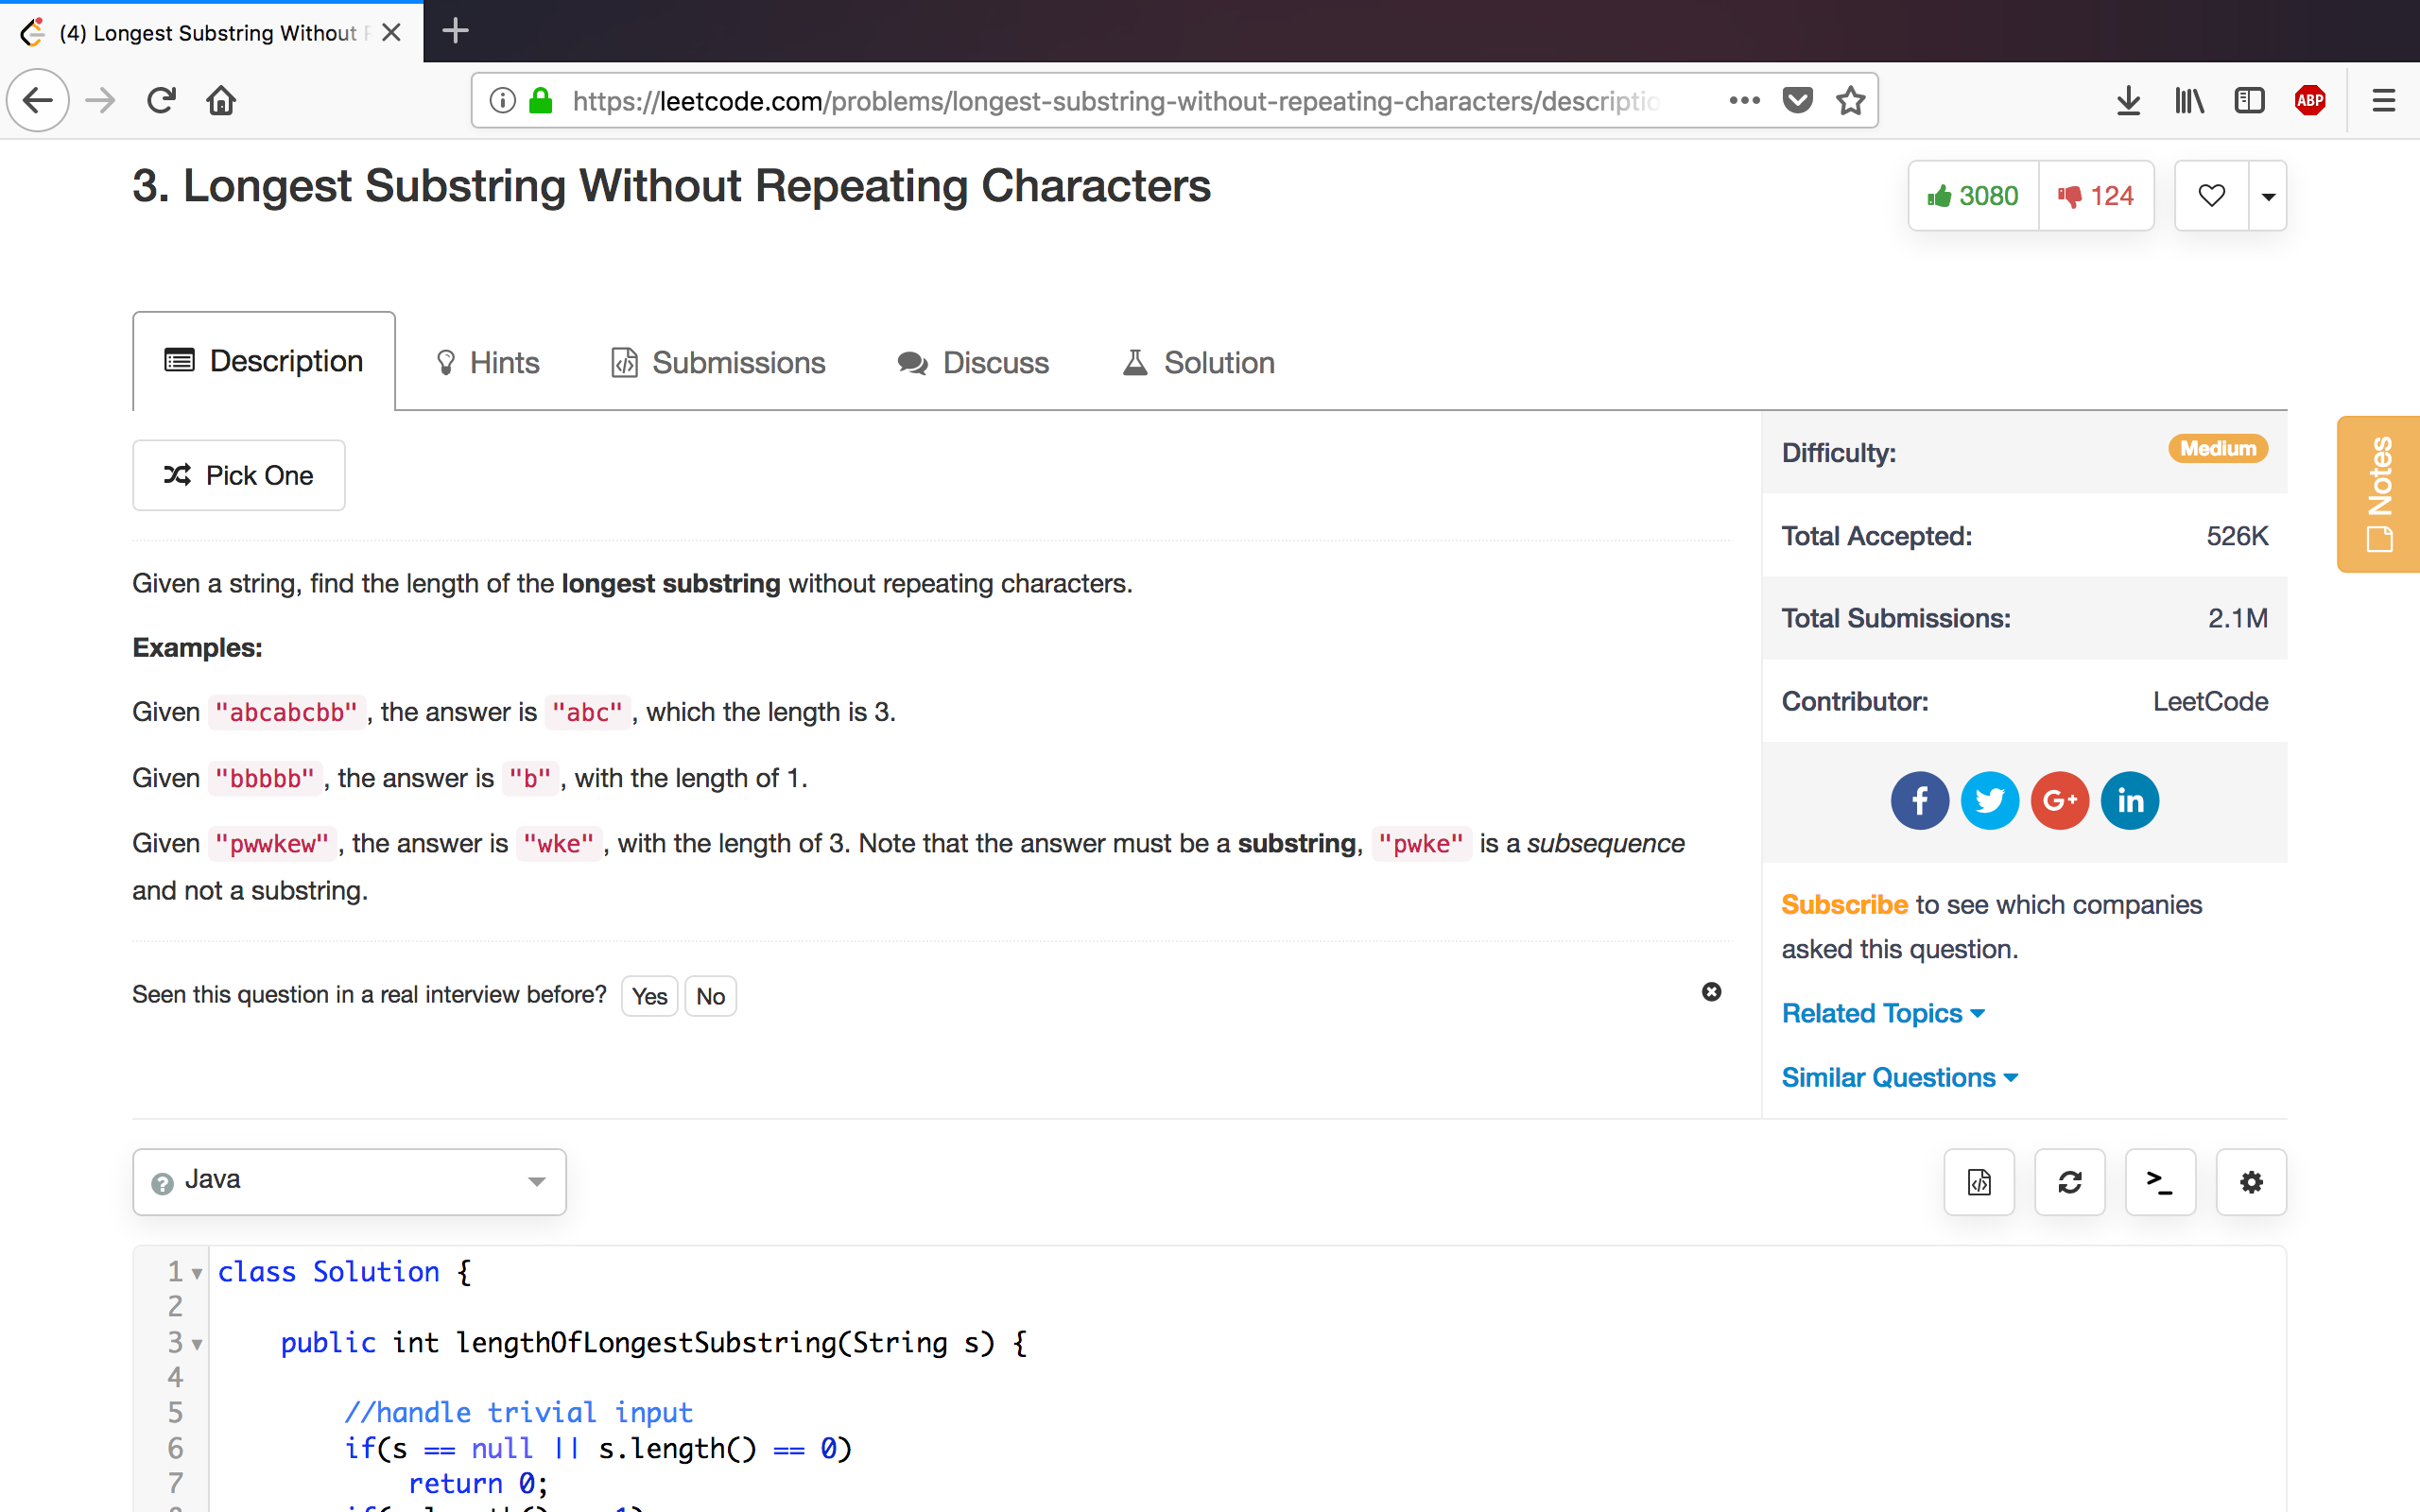 (4) Longest Substring Without
https://leetcode.com/problems/longest-substring-without-repeating-characters/descriptio
ABP
3. Longest Substring Without Repeating Characters
3080
124
Description
Hints
Submissions
Discuss
Solution
Pick One
Given a string, find the length of the longest substring without repeating characters.
Examples:
Given "abcabcbb", the answer is "abc", which the length is 3.
Given "bbbbb", the answer is "b", with the length of 1.
Given "pwwkew", the answer is "wke", with the length of 3. Note that the answer must be a substring, "pwke" is a subsequence
and not a substring.
Seen this question in a real interview before? Yes No
Difficulty: Medium
Total Accepted: 526K
Total Submissions: 2.1M
Contributor: LeetCode
f G+ in
Subscribe to see which companies
asked this question.
Related Topics
Similar Questions
Notes
Java
1 class Solution {
2
3 public int lengthOfLongestSubstring(String s) {
4
5 //handle trivial input
6 if(s == null || s.length() == 0)
7 return 0;